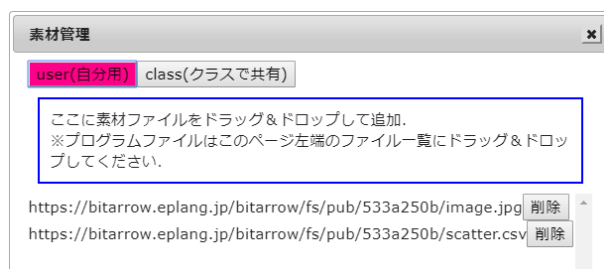 素材管理
user(自分用) class(クラスで共有)
ここに素材ファイルをドラッグ＆ドロップして追加.
※プログラムファイルはこのページ左端のファイル一覧にドラッグ＆ドロッ
プしてください.
https://bitarrow.eplang.jp/bitarrow/fs/pub/533a250b/image.jpg 削除
https://bitarrow.eplang.jp/bitarrow/fs/pub/533a250b/scatter.csv 削除